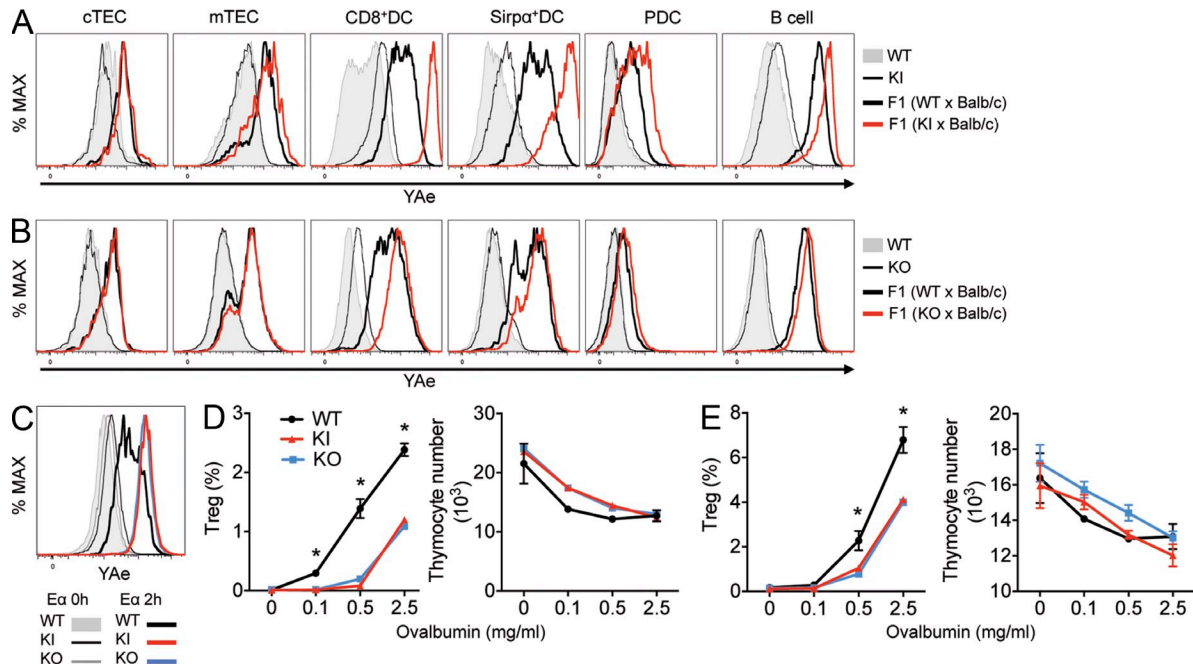 A
cTEC mTEC CD8⁺DC Sirpα⁺DC PDC B cell
% MAX
0 0 0 0 0 0
YAe
WT
KI
F1 (WT x Balb/c)
F1 (KI x Balb/c)
B
% MAX
0 0 0 0 0 0
YAe
WT
KO
F1 (WT x Balb/c)
F1 (KO x Balb/c)
C
% MAX
0
YAe
Eα 0h Eα 2h
WT WT
KI KI
KO KO
D
Treg (%)
3
2
1
0
WT
KI
KO
* * *
0 0.1 0.5 2.5
Thymocyte number
(10³)
30
20
10
0
0 0.1 0.5 2.5
Ovalbumin (mg/ml)
E
Treg (%)
8
6
4
2
0
* *
0 0.1 0.5 2.5
Thymocyte number
(10³)
20
18
16
14
12
10
0 0.1 0.5 2.5
Ovalbumin (mg/ml)